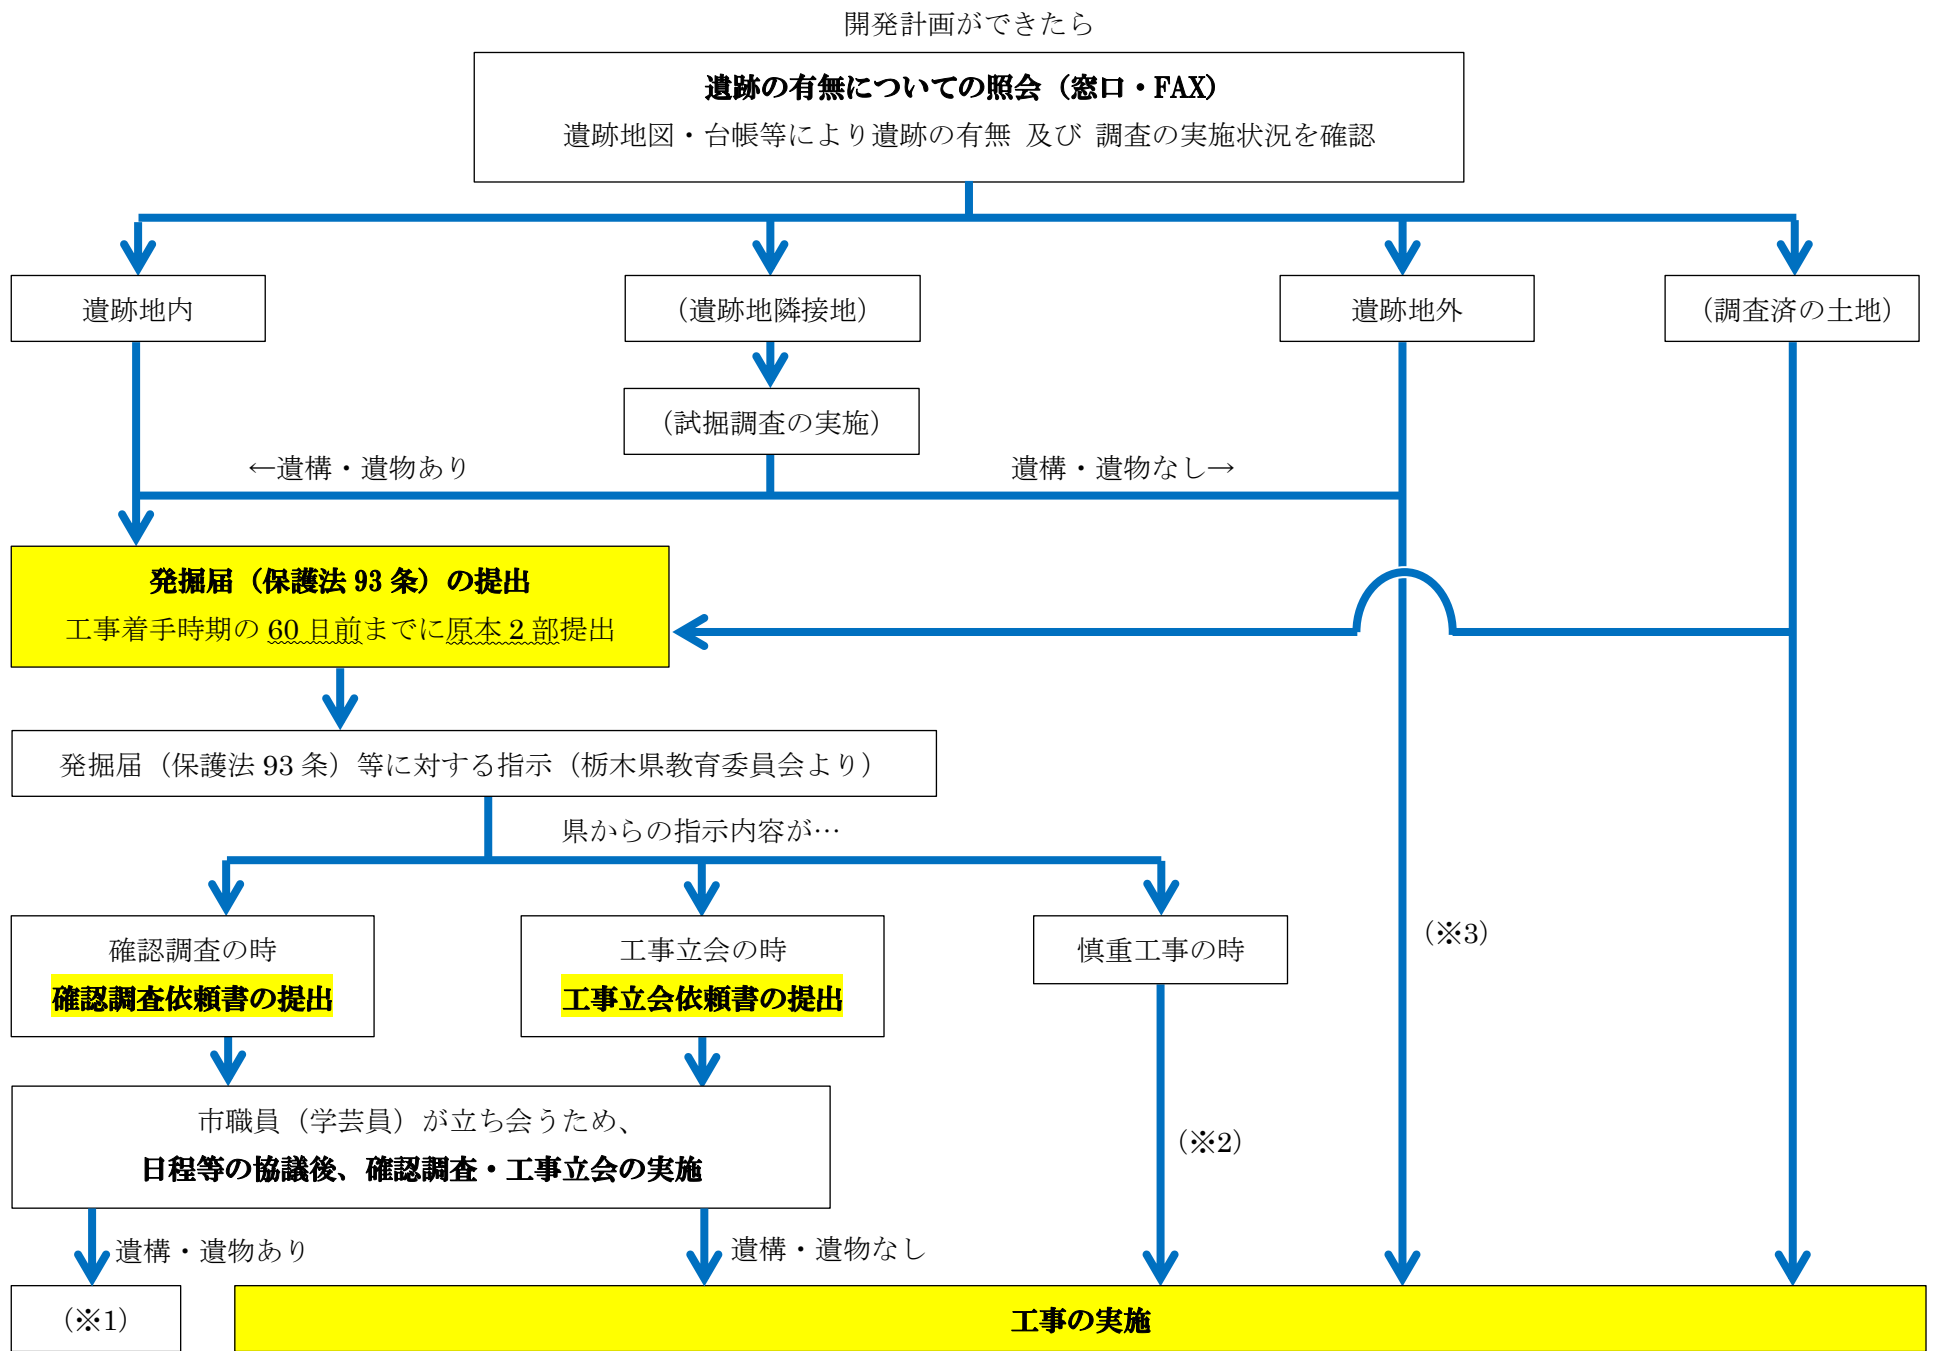 開発計画ができたら
遺跡の有無についての照会（窓口・FAX）
遺跡地図・台帳等により遺跡の有無 及び 調査の実施状況を確認
遺跡地内
（遺跡地隣接地）
遺跡地外
（調査済の土地）
（試掘調査の実施）
←遺構・遺物あり
遺構・遺物なし→
発掘届（保護法 93 条）の提出
工事着手時期の 60 日前までに原本 2 部提出
発掘届（保護法 93 条）等に対する指示（栃木県教育委員会より）
県からの指示内容が…
確認調査の時
確認調査依頼書の提出
工事立会の時
工事立会依頼書の提出
慎重工事の時
（※3）
市職員（学芸員）が立ち会うため、
日程等の協議後、確認調査・工事立会の実施
（※2）
遺構・遺物あり
遺構・遺物なし
（※1）
工事の実施